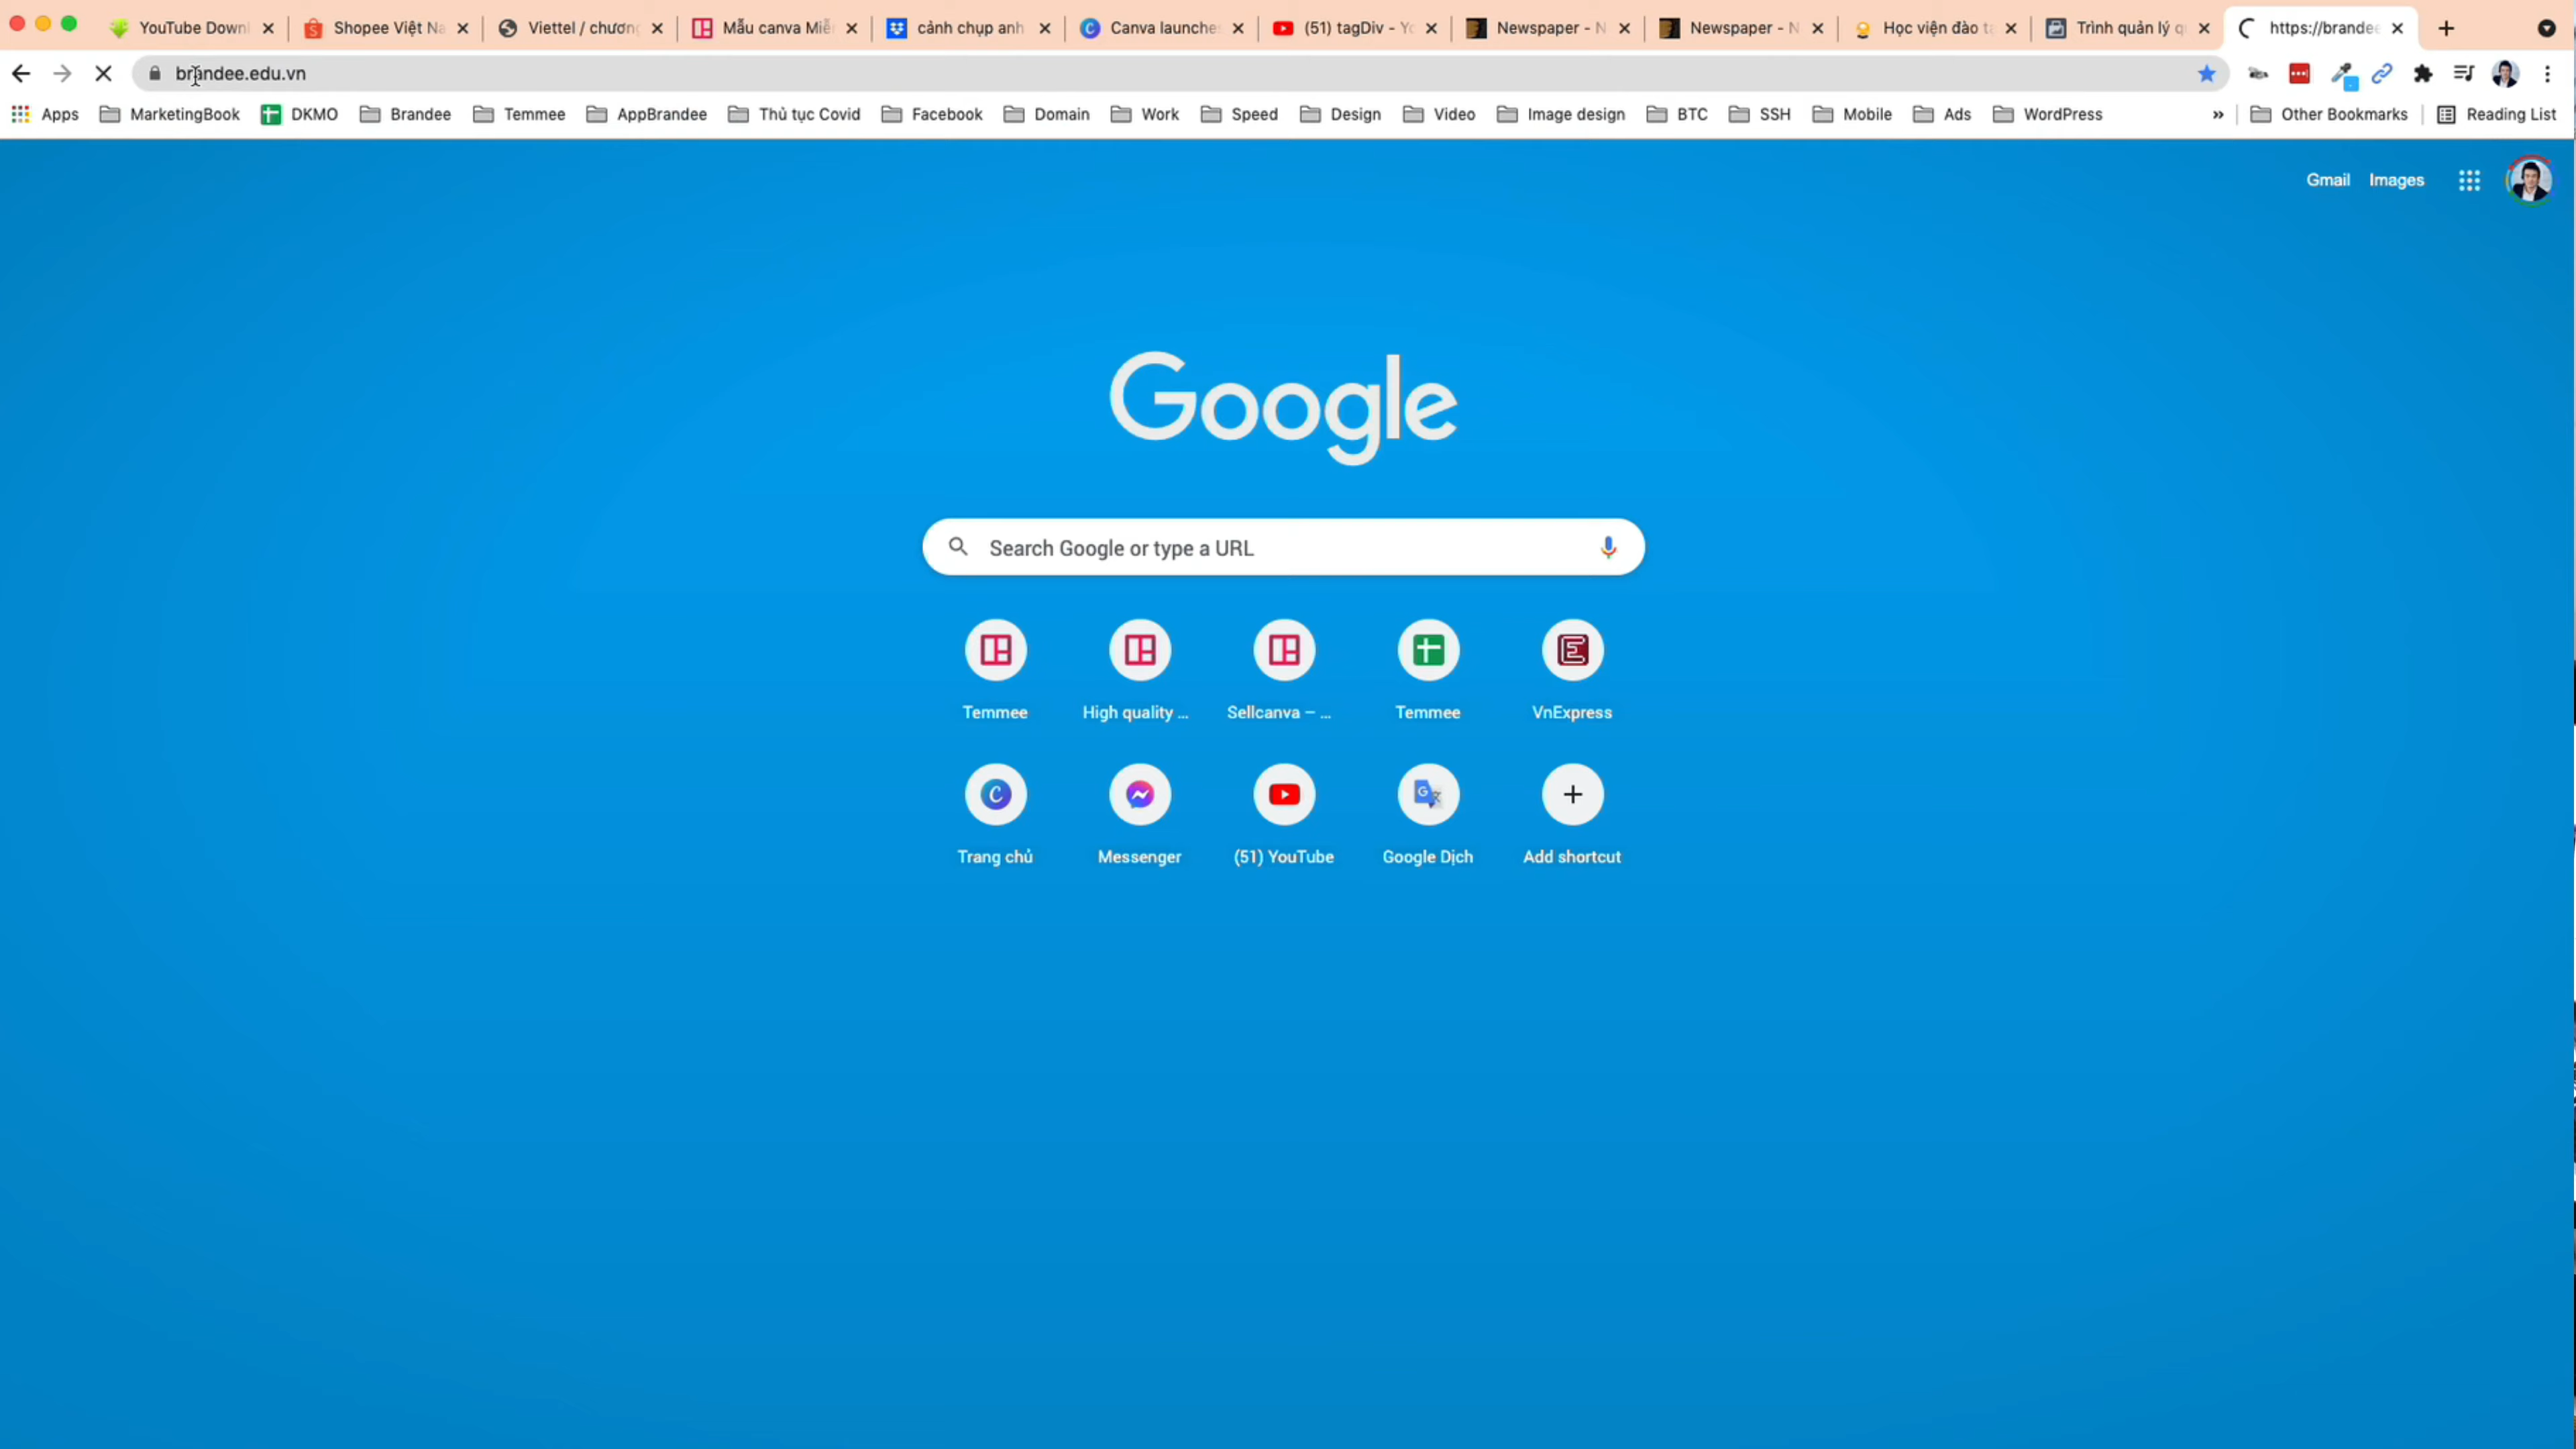 YouTube Downl
Shopee Việt Na
Viettel / chương
Mẫu canva Miễ
cảnh chụp anh
Canva launche
(51) tagDiv - Yo
Newspaper - N
Newspaper - N
Học viện đào tạ
Trình quản lý q
https://brandee
brandee.edu.vn
Apps
MarketingBook
DKMO
Brandee
Temmee
AppBrandee
Thủ tục Covid
Facebook
Domain
Work
Speed
Design
Video
Image design
BTC
SSH
Mobile
Ads
WordPress
»
Other Bookmarks
Reading List
Gmail
Images
Google
Search Google or type a URL
Temmee
High quality ...
Sellcanva – ...
Temmee
VnExpress
Trang chủ
Messenger
(51) YouTube
Google Dịch
Add shortcut